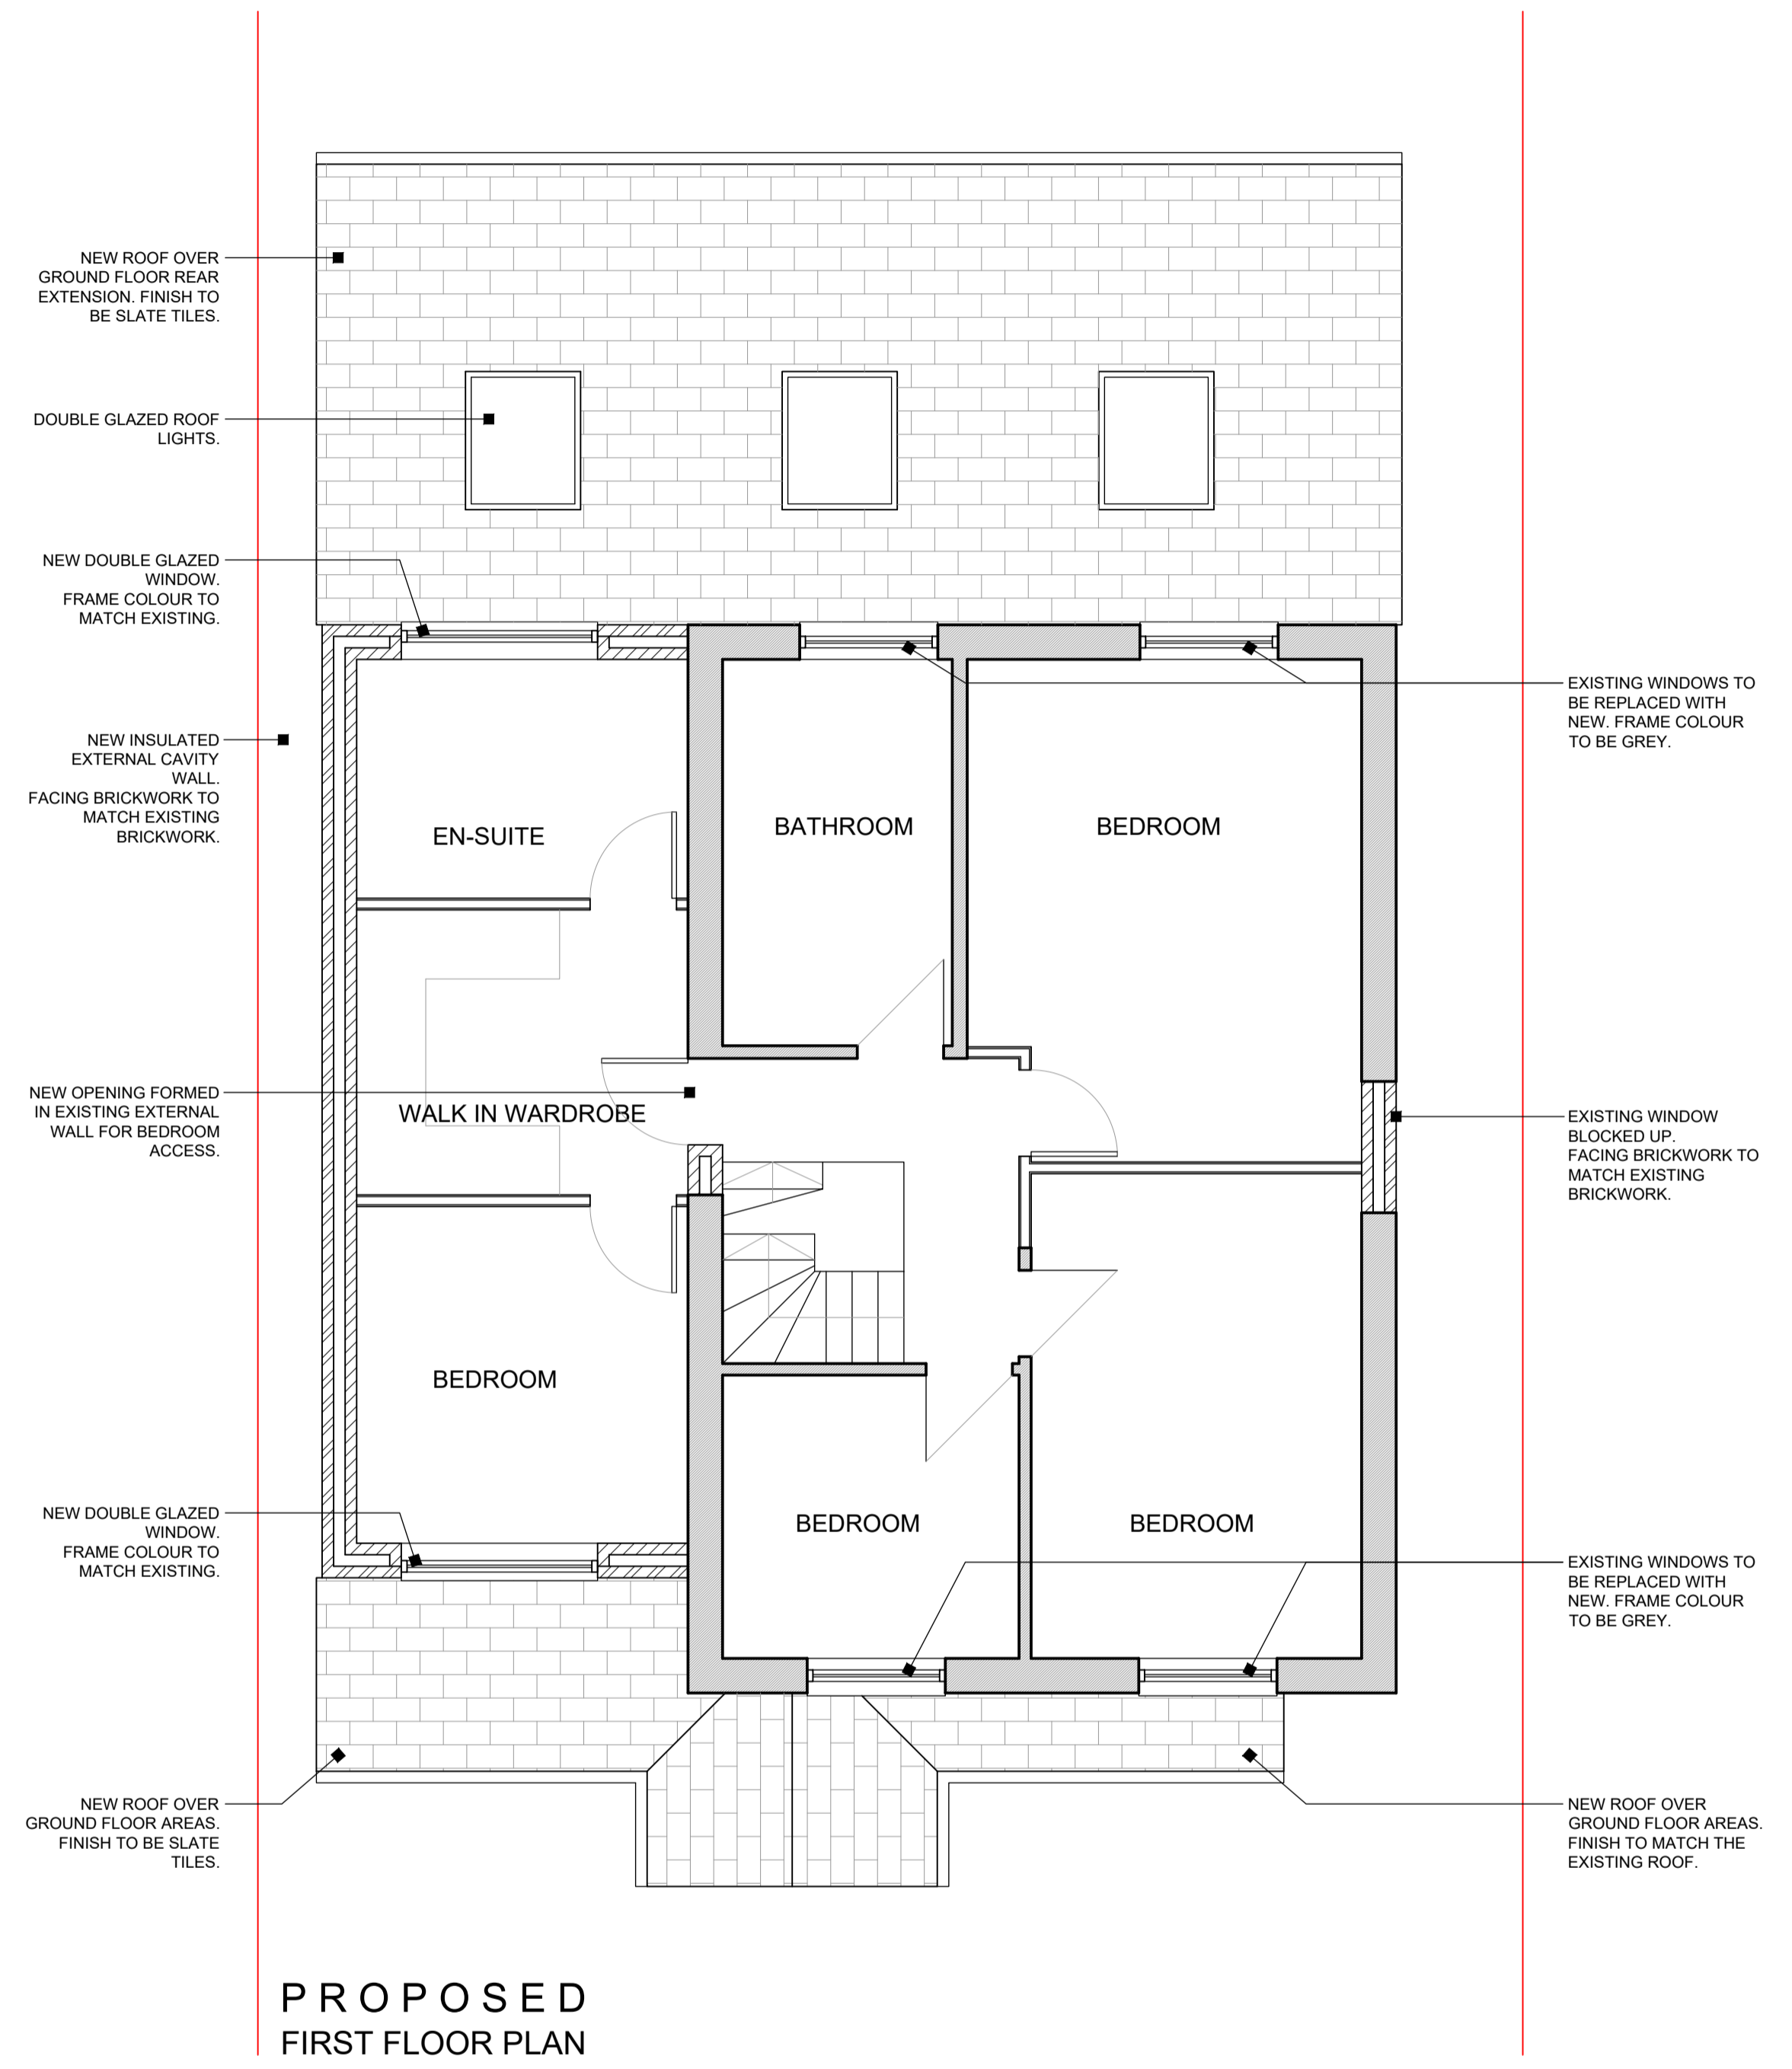 NEW ROOF OVER
GROUND FLOOR REAR
EXTENSION. FINISH TO
BE SLATE TILES.
DOUBLE GLAZED ROOF
LIGHTS.
NEW DOUBLE GLAZED
WINDOW.
FRAME COLOUR TO
MATCH EXISTING.
EXISTING WINDOWS TO
BE REPLACED WITH
NEW. FRAME COLOUR
TO BE GREY.
NEW INSULATED
EXTERNAL CAVITY
WALL.
FACING BRICKWORK TO
MATCH EXISTING
BRICKWORK.
EN-SUITE
BATHROOM
BEDROOM
NEW OPENING FORMED
IN EXISTING EXTERNAL
WALL FOR BEDROOM
ACCESS.
WALK IN WARDROBE
EXISTING WINDOW
BLOCKED UP.
FACING BRICKWORK TO
MATCH EXISTING
BRICKWORK.
BEDROOM
BEDROOM
BEDROOM
NEW DOUBLE GLAZED
WINDOW.
FRAME COLOUR TO
MATCH EXISTING.
EXISTING WINDOWS TO
BE REPLACED WITH
NEW. FRAME COLOUR
TO BE GREY.
NEW ROOF OVER
GROUND FLOOR AREAS.
FINISH TO BE SLATE
TILES.
NEW ROOF OVER
GROUND FLOOR AREAS.
FINISH TO MATCH THE
EXISTING ROOF.
PROPOSED
FIRST FLOOR PLAN